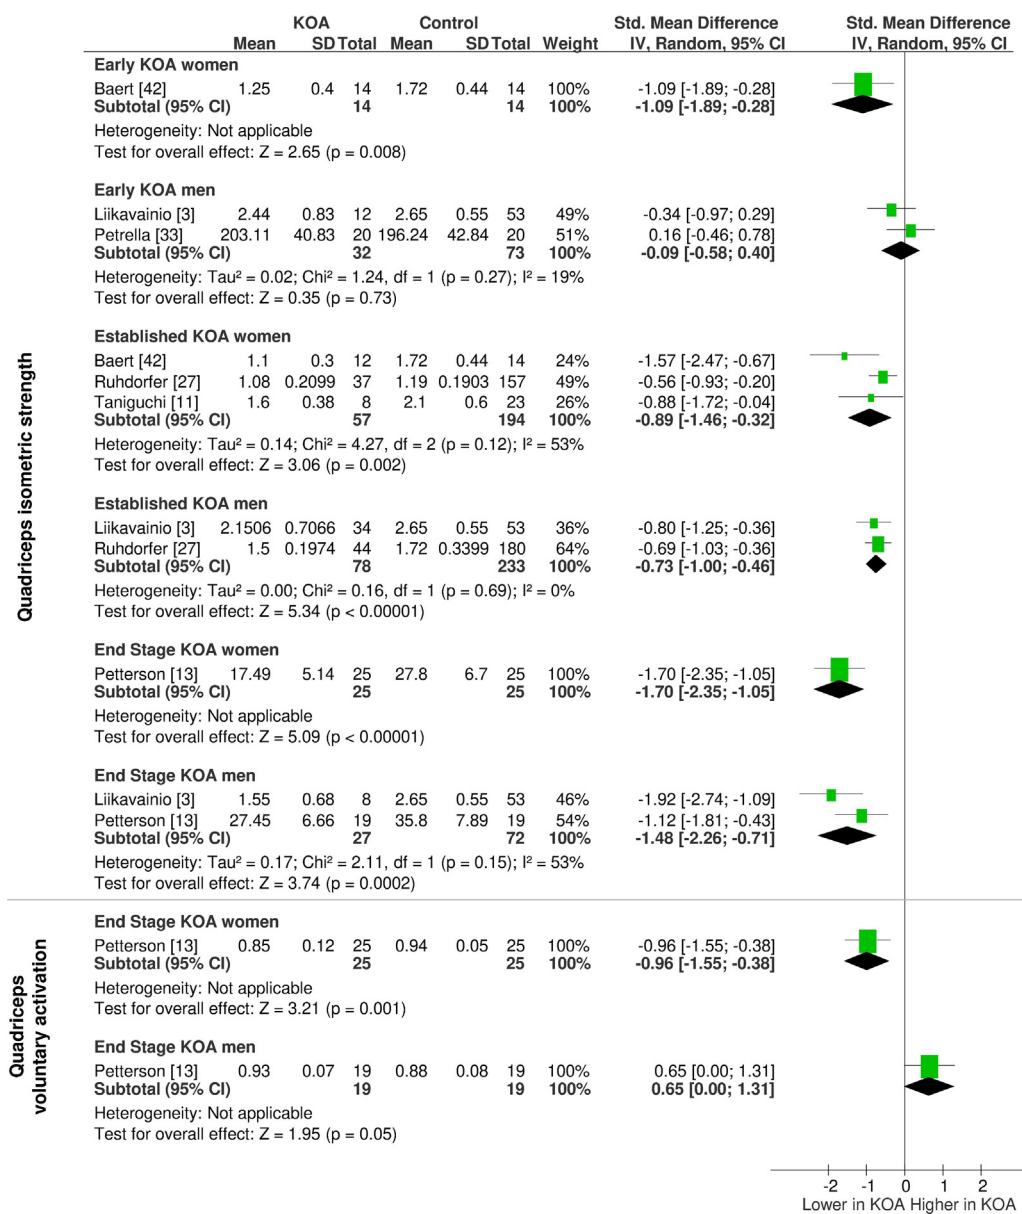 KOA Control Std. Mean Difference Std. Mean Difference
Mean SD Total Mean SD Total Weight IV, Random, 95% CI IV, Random, 95% CI
Quadriceps isometric strength
Early KOA women
Baert [42] 1.25 0.4 14 1.72 0.44 14 100% -1.09 [-1.89; -0.28]
Subtotal (95% CI) 14 14 100% -1.09 [-1.89; -0.28]
Heterogeneity: Not applicable
Test for overall effect: Z = 2.65 (p = 0.008)
Early KOA men
Liikavainio [3] 2.44 0.83 12 2.65 0.55 53 49% -0.34 [-0.97; 0.29]
Petrella [33] 203.11 40.83 20 196.24 42.84 20 51% 0.16 [-0.46; 0.78]
Subtotal (95% CI) 32 73 100% -0.09 [-0.58; 0.40]
Heterogeneity: Tau² = 0.02; Chi² = 1.24, df = 1 (p = 0.27); I² = 19%
Test for overall effect: Z = 0.35 (p = 0.73)
Established KOA women
Baert [42] 1.1 0.3 12 1.72 0.44 14 24% -1.57 [-2.47; -0.67]
Ruhdorfer [27] 1.08 0.2099 37 1.19 0.1903 157 49% -0.56 [-0.93; -0.20]
Taniguchi [11] 1.6 0.38 8 2.1 0.6 23 26% -0.88 [-1.72; -0.04]
Subtotal (95% CI) 57 194 100% -0.89 [-1.46; -0.32]
Heterogeneity: Tau² = 0.14; Chi² = 4.27, df = 2 (p = 0.12); I² = 53%
Test for overall effect: Z = 3.06 (p = 0.002)
Established KOA men
Liikavainio [3] 2.1506 0.7066 34 2.65 0.55 53 36% -0.80 [-1.25; -0.36]
Ruhdorfer [27] 1.5 0.1974 44 1.72 0.3399 180 64% -0.69 [-1.03; -0.36]
Subtotal (95% CI) 78 233 100% -0.73 [-1.00; -0.46]
Heterogeneity: Tau² = 0.00; Chi² = 0.16, df = 1 (p = 0.69); I² = 0%
Test for overall effect: Z = 5.34 (p < 0.00001)
End Stage KOA women
Petterson [13] 17.49 5.14 25 27.8 6.7 25 100% -1.70 [-2.35; -1.05]
Subtotal (95% CI) 25 25 100% -1.70 [-2.35; -1.05]
Heterogeneity: Not applicable
Test for overall effect: Z = 5.09 (p < 0.00001)
End Stage KOA men
Liikavainio [3] 1.55 0.68 8 2.65 0.55 53 46% -1.92 [-2.74; -1.09]
Petterson [13] 27.45 6.66 19 35.8 7.89 19 54% -1.12 [-1.81; -0.43]
Subtotal (95% CI) 27 72 100% -1.48 [-2.26; -0.71]
Heterogeneity: Tau² = 0.17; Chi² = 2.11, df = 1 (p = 0.15); I² = 53%
Test for overall effect: Z = 3.74 (p = 0.0002)
Quadriceps
voluntary activation
End Stage KOA women
Petterson [13] 0.85 0.12 25 0.94 0.05 25 100% -0.96 [-1.55; -0.38]
Subtotal (95% CI) 25 25 100% -0.96 [-1.55; -0.38]
Heterogeneity: Not applicable
Test for overall effect: Z = 3.21 (p = 0.001)
End Stage KOA men
Petterson [13] 0.93 0.07 19 0.88 0.08 19 100% 0.65 [0.00; 1.31]
Subtotal (95% CI) 19 19 100% 0.65 [0.00; 1.31]
Heterogeneity: Not applicable
Test for overall effect: Z = 1.95 (p = 0.05)
-2 -1 0 1 2
Lower in KOA Higher in KOA